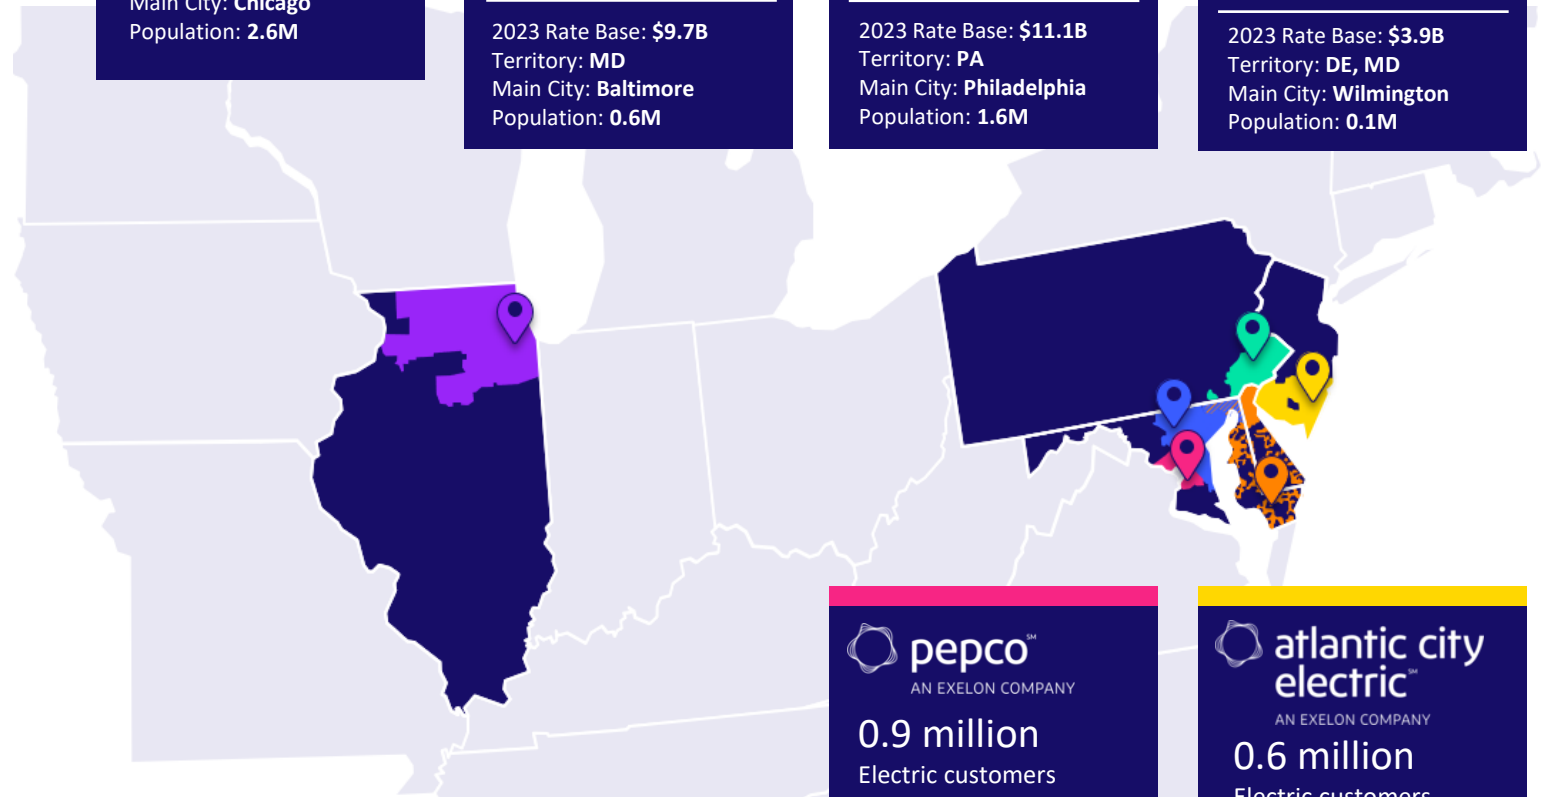 Main City: Chicago
Population: 2.6M
2023 Rate Base: $9.7B
Territory: MD
Main City: Baltimore
Population: 0.6M
2023 Rate Base: $11.1B
Territory: PA
Main City: Philadelphia
Population: 1.6M
2023 Rate Base: $3.9B
Territory: DE, MD
Main City: Wilmington
Population: 0.1M
pepco℠
AN EXELON COMPANY
0.9 million
Electric customers
atlantic city
electric℠
AN EXELON COMPANY
0.6 million
Electric customers